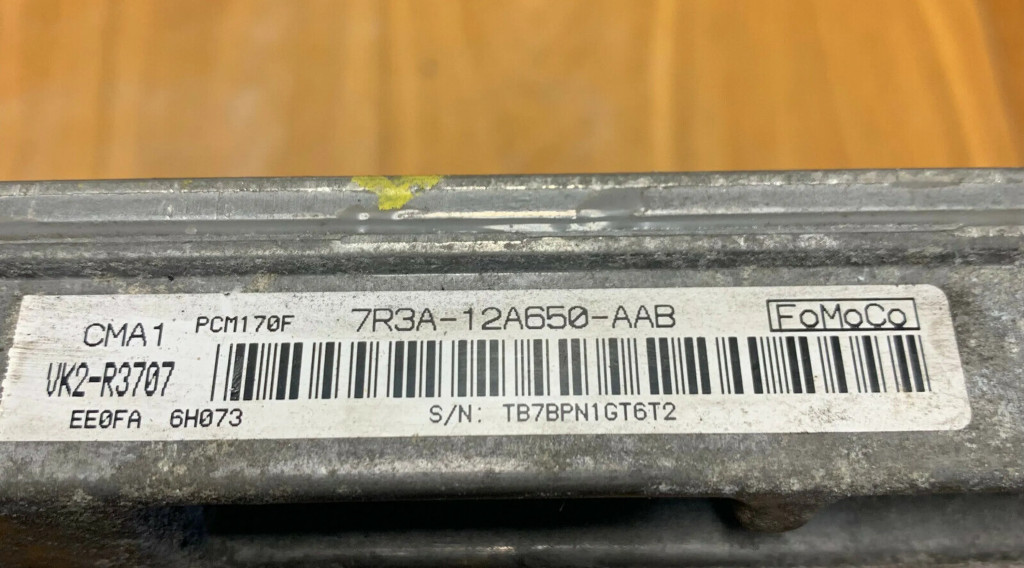 CMA1 PCM170F 7R3A-12A650-AAB FoMoCo
VK2-R3707
EE0FA 6H073 S/N: TB7BPN1GT6T2